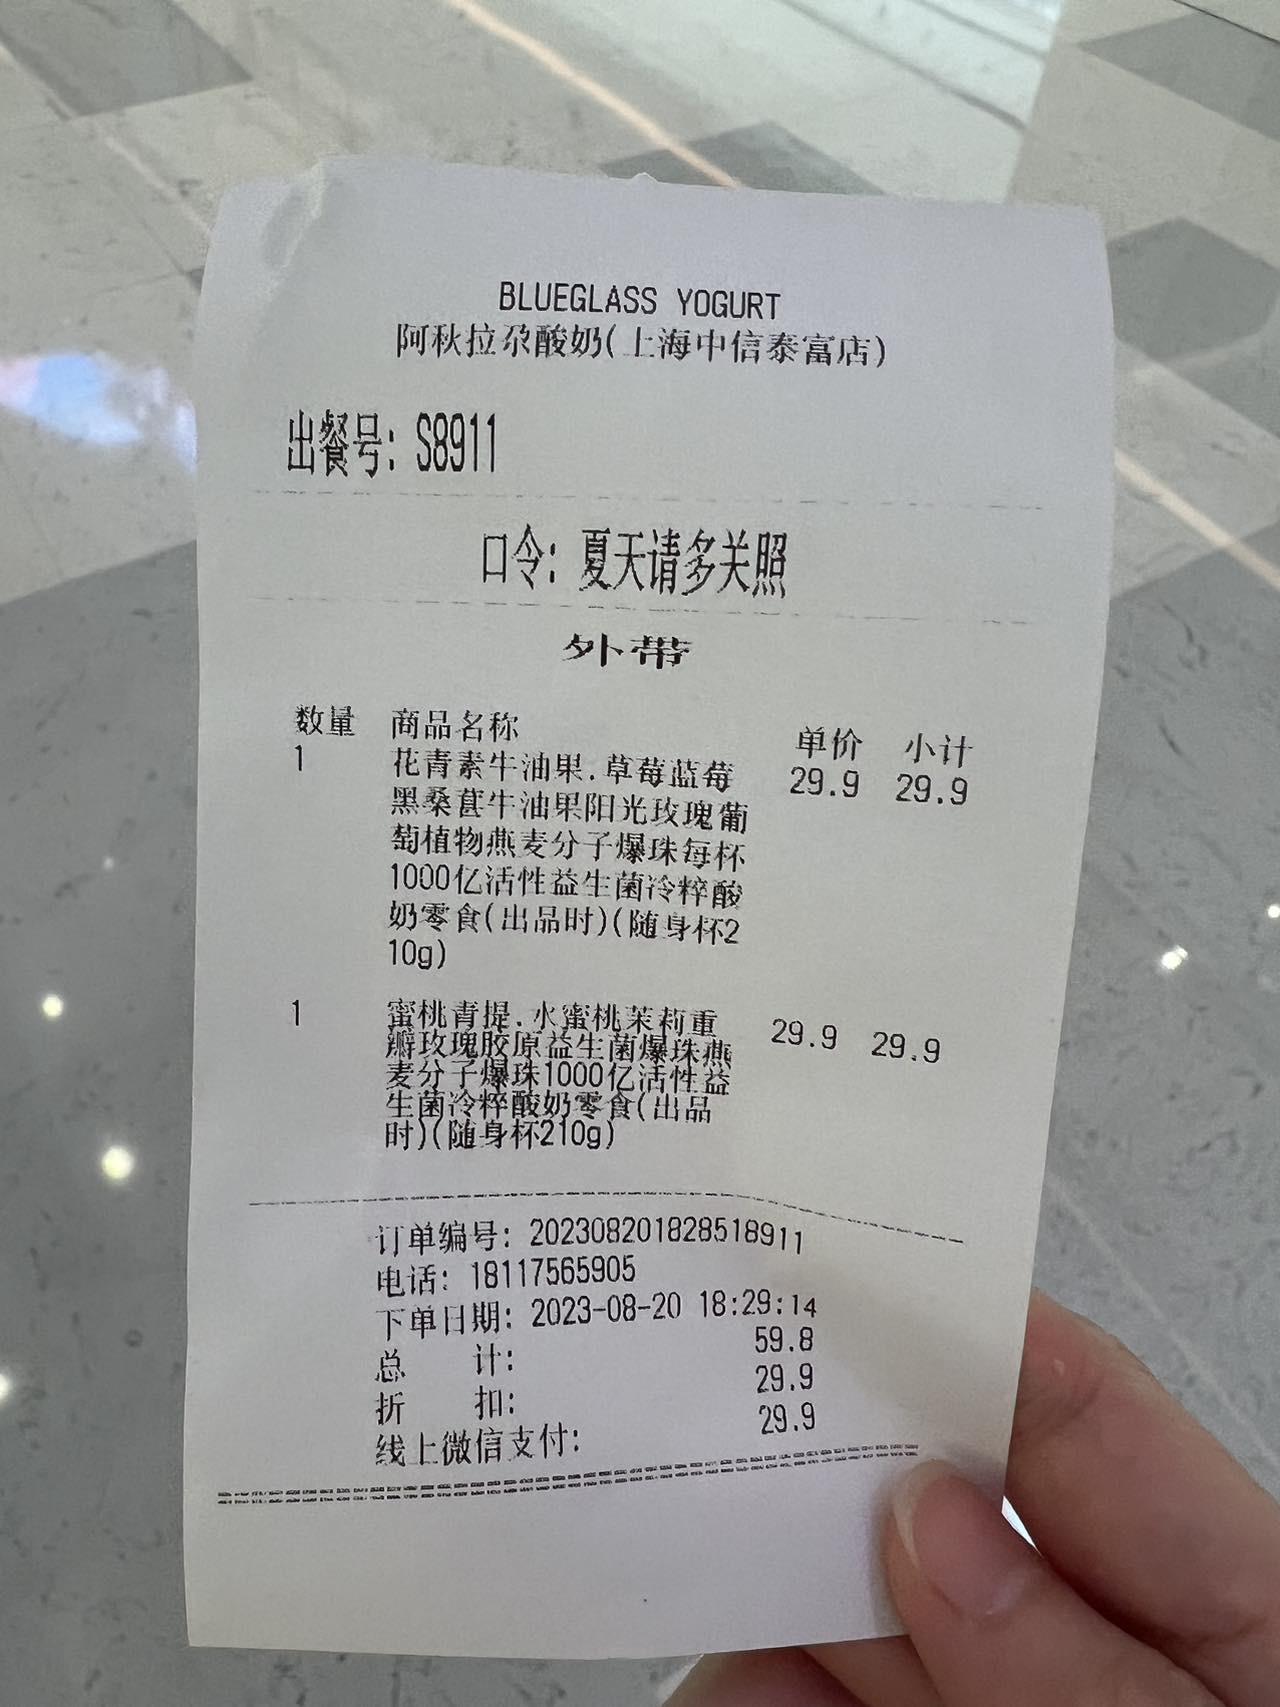 BLUEGLASS YOGURT
阿秋拉尕酸奶(上海中信泰富店)
出餐号: S8911
口令: 夏天请多关照
外带
数量 商品名称 单价 小计
1 花青素牛油果.草莓蓝莓 29.9 29.9
黑桑葚牛油果阳光玫瑰葡
萄植物燕麦分子爆珠每杯
1000亿活性益生菌冷粹酸
奶零食(出品时)(随身杯2
10g)
1 蜜桃青提.水蜜桃茉莉重 29.9 29.9
瓣玫瑰胶原益生菌爆珠燕
麦分子爆珠1000亿活性益
生菌冷粹酸奶零食(出品
时)(随身杯210g)
订单编号: 202308201828518911
电话: 18117565905
下单日期: 2023-08-20 18:29:14
总 计: 59.8
折 扣: 29.9
线上微信支付: 29.9